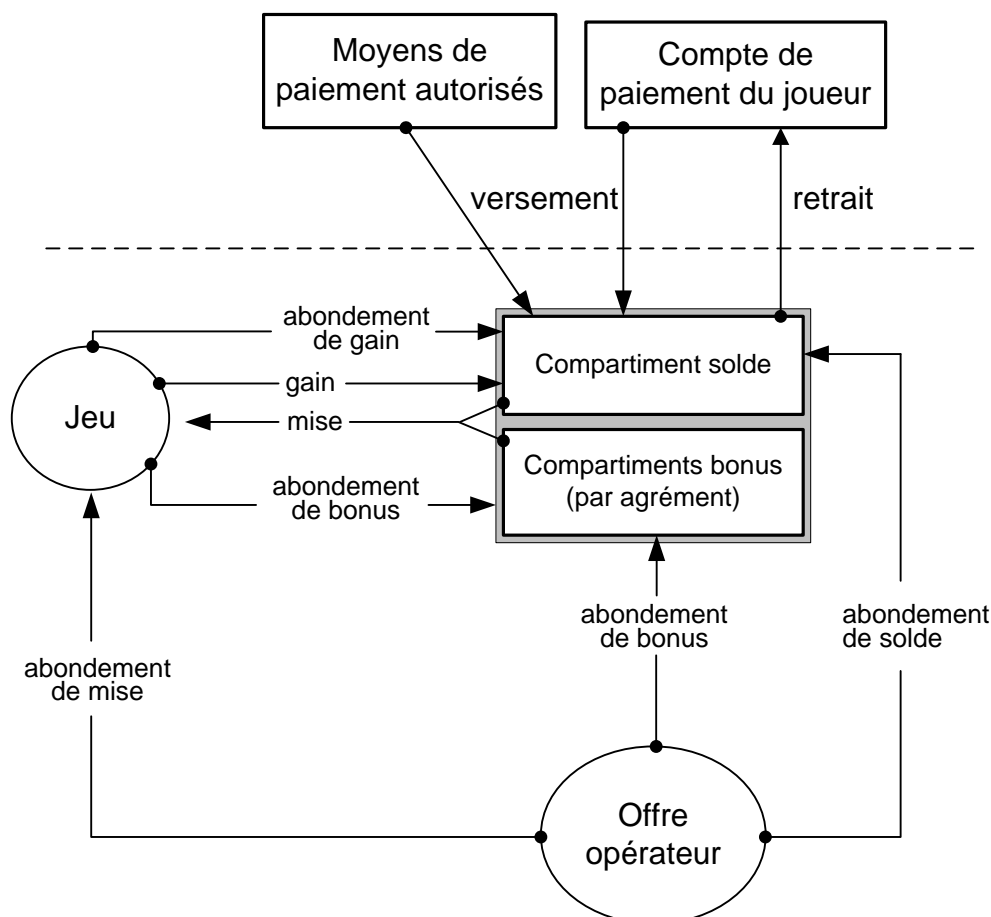 Moyens de
paiement autorisés
Compte de
paiement du joueur
versement
retrait
abondement
de gain
Compartiment solde
gain
Jeu
mise
Compartiments bonus
(par agrément)
abondement
de bonus
abondement
de bonus
abondement
de solde
abondement
de mise
Offre
opérateur